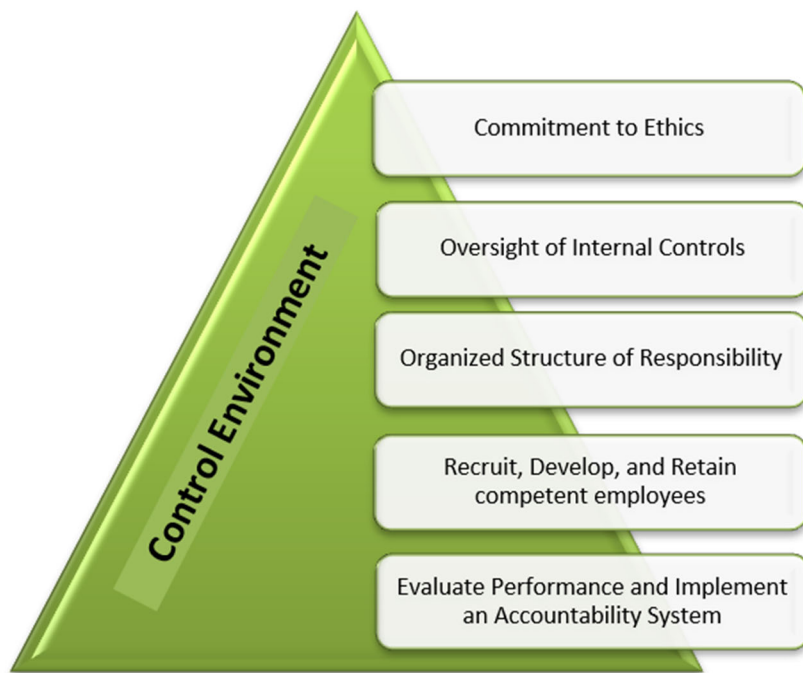 Commitment to Ethics
Oversight of Internal Controls
Organized Structure of Responsibility
Recruit, Develop, and Retain
competent employees
Evaluate Performance and Implement
an Accountability System
Control Environment